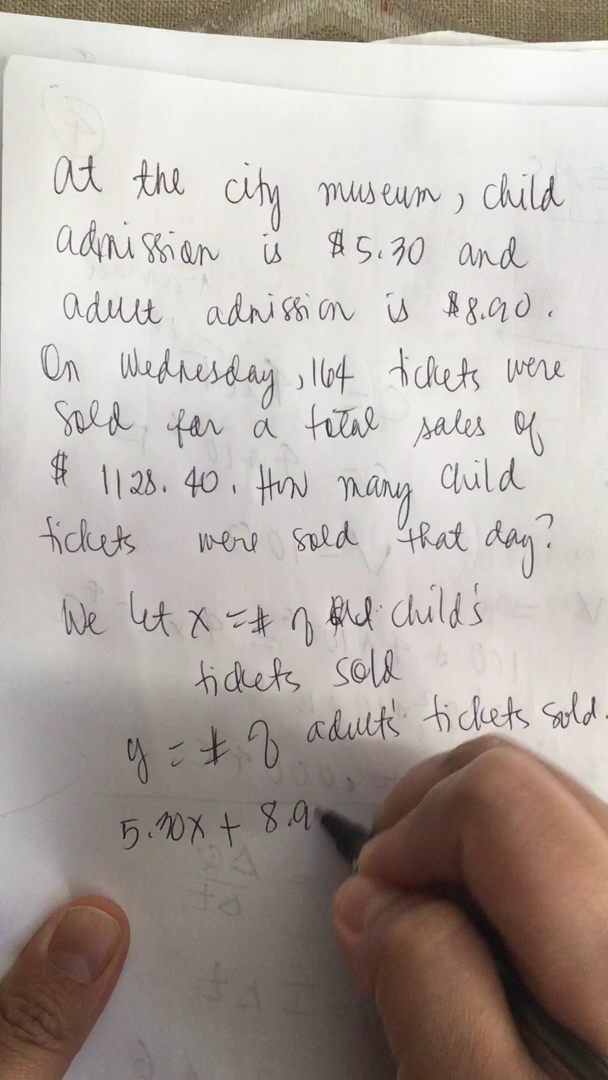 at the city museum, child
admission is $5.30 and
adult admission is $8.90.
On Wednesday, 164 tickets were
sold for a total sales of
$1128.40. How many child
tickets were sold that day?
We let x = # of child's
tickets sold
y = # of adults' tickets sold.
5.30x + 8.9